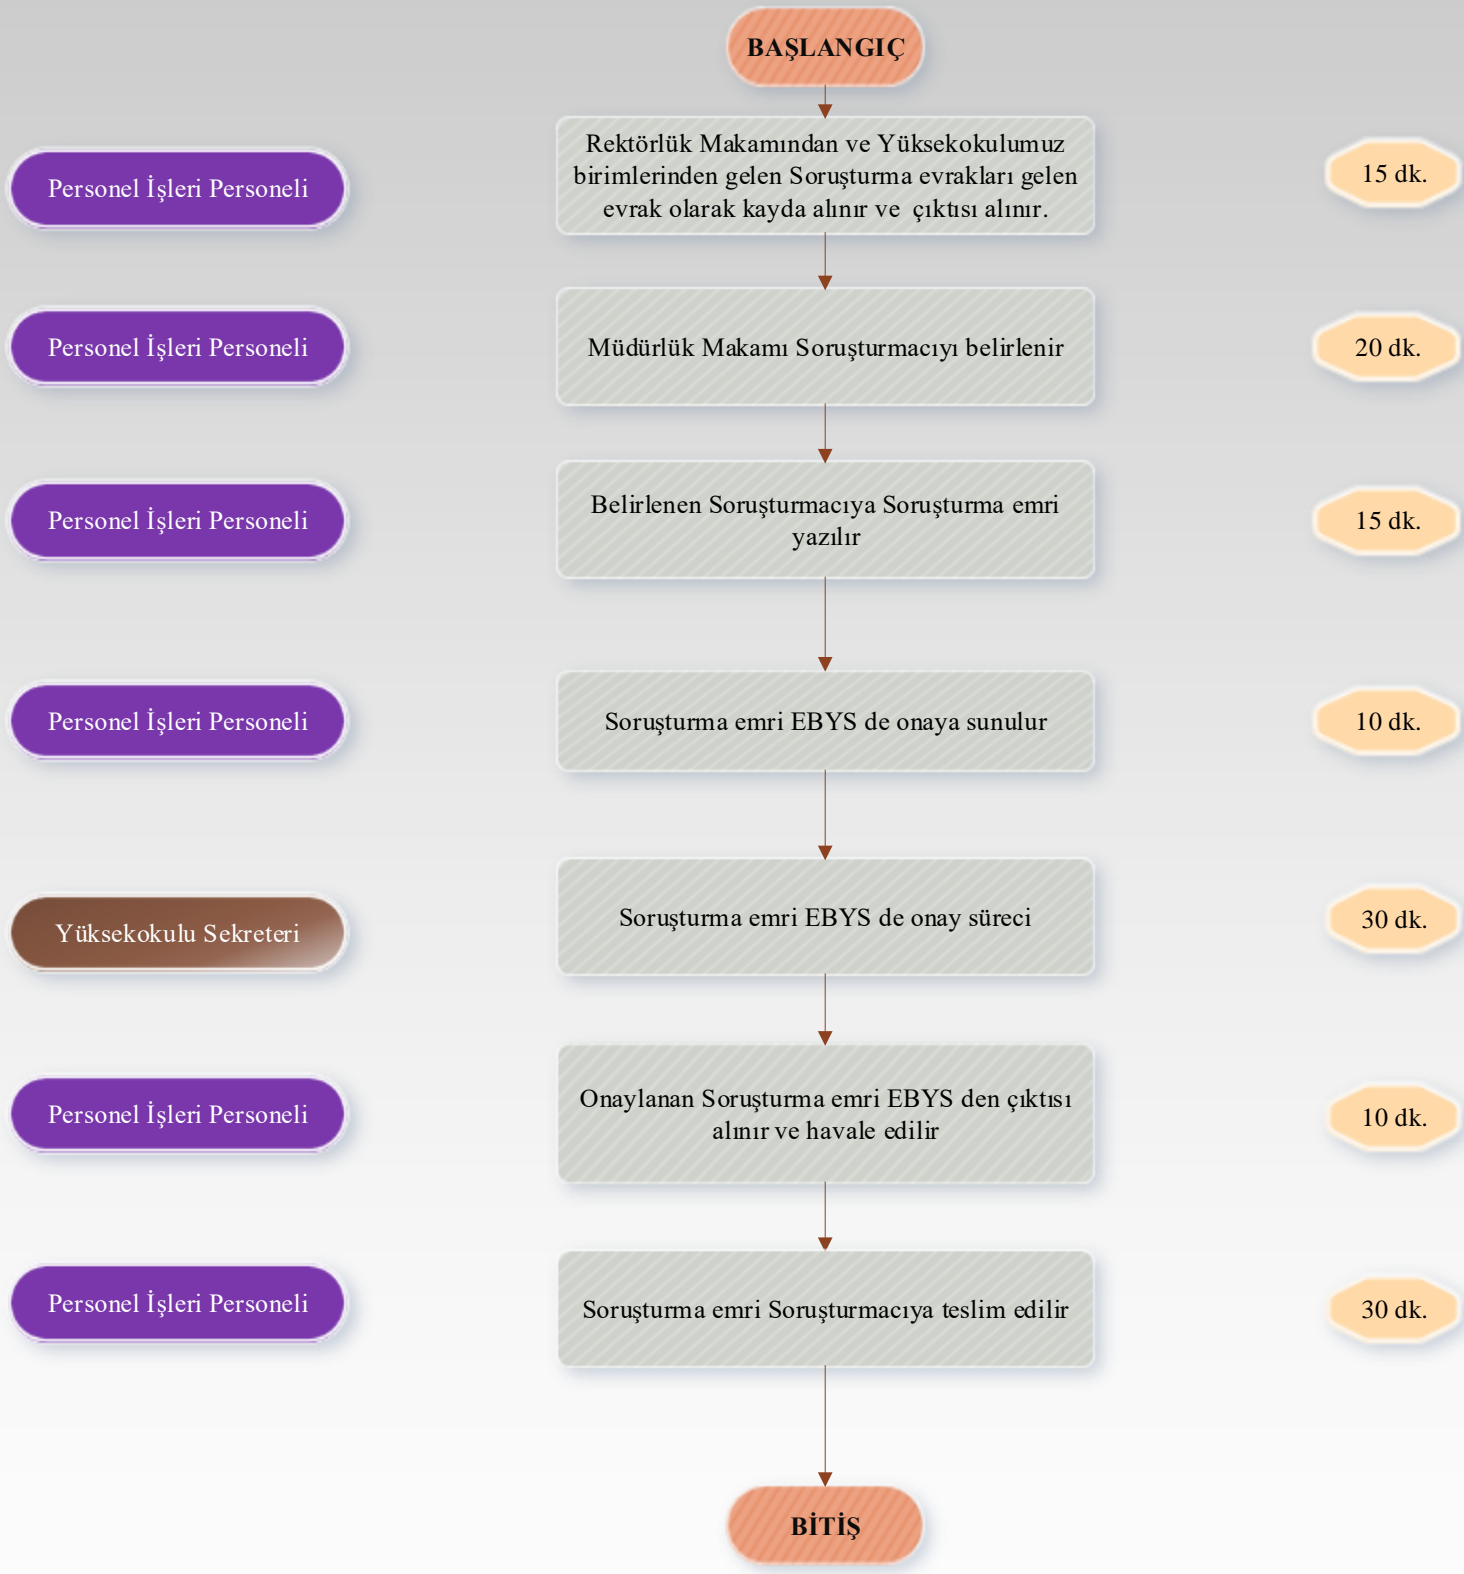 BAŞLANGIÇ
Personel İşleri Personeli
Rektörlük Makamından ve Yüksekokulumuz
birimlerinden gelen Soruşturma evrakları gelen
evrak olarak kayda alınır ve çıktısı alınır.
15 dk.
Personel İşleri Personeli
Müdürlük Makamı Soruşturmacıyı belirlenir
20 dk.
Personel İşleri Personeli
Belirlenen Soruşturmacıya Soruşturma emri
yazılır
15 dk.
Personel İşleri Personeli
Soruşturma emri EBYS de onaya sunulur
10 dk.
Yüksekokulu Sekreteri
Soruşturma emri EBYS de onay süreci
30 dk.
Personel İşleri Personeli
Onaylanan Soruşturma emri EBYS den çıktısı
alınır ve havale edilir
10 dk.
Personel İşleri Personeli
Soruşturma emri Soruşturmacıya teslim edilir
30 dk.
BİTİŞ